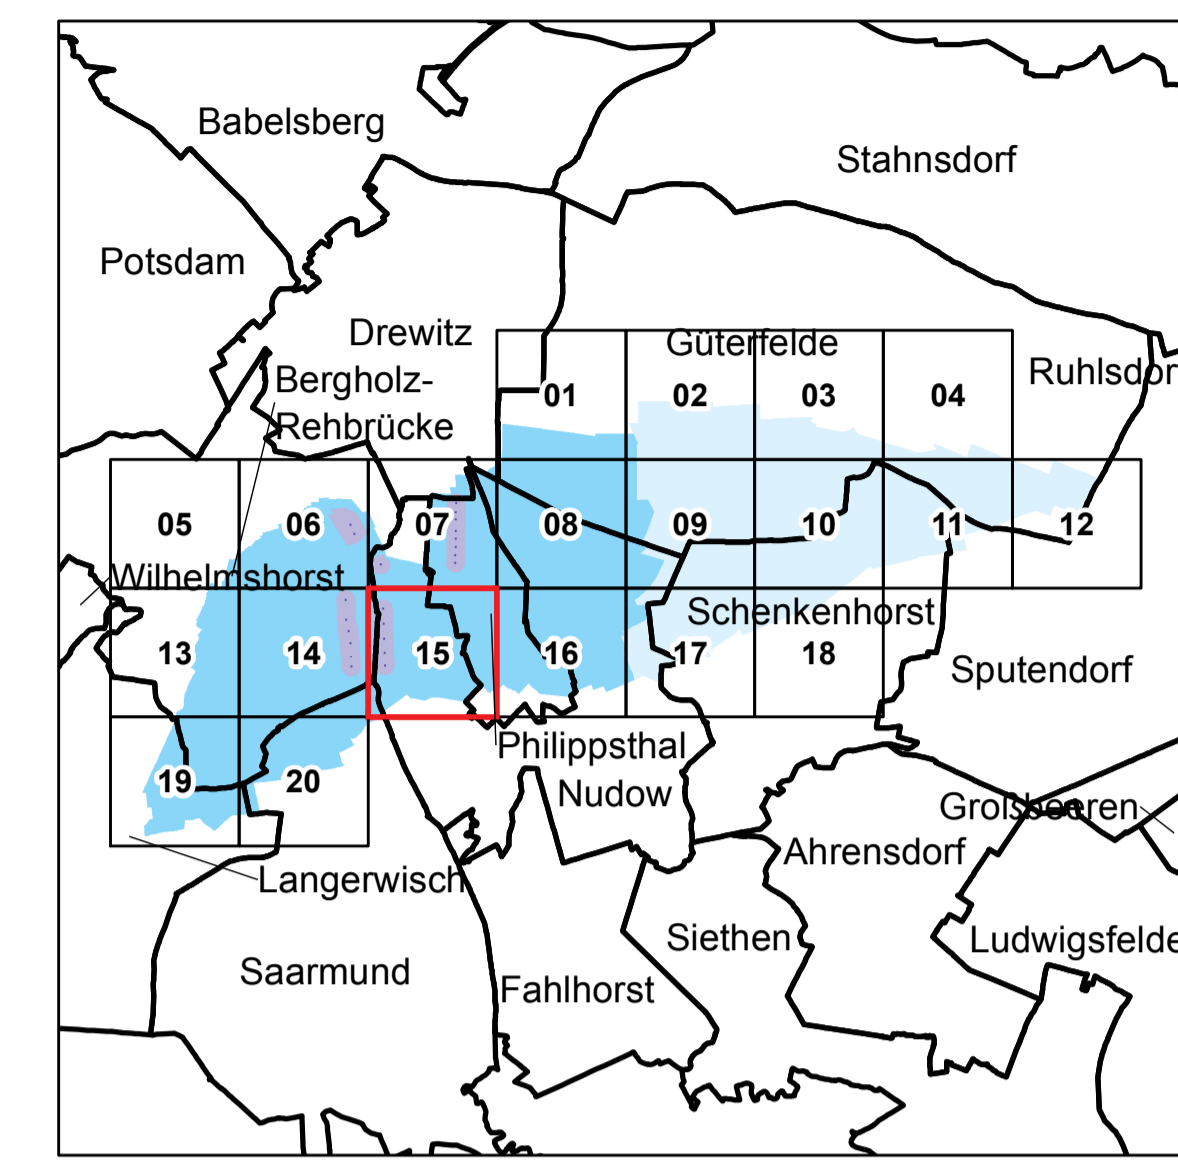 Babelsberg
Stahnsdorf
Potsdam
Drewitz
Güterfelde
Ruhlsdor
Bergholz-
Rehbrücke
01
02
03
04
05
06
07
08
09
10
11
12
Wilhelmshorst
Schenkenhorst
13
14
15
16
17
18
Sputendorf
Philippsthal
19
20
Nudow
Großbeeren
Ahrensdorf
Langerwisch
Siethen
Ludwigsfelde
Saarmund
Fahlhorst